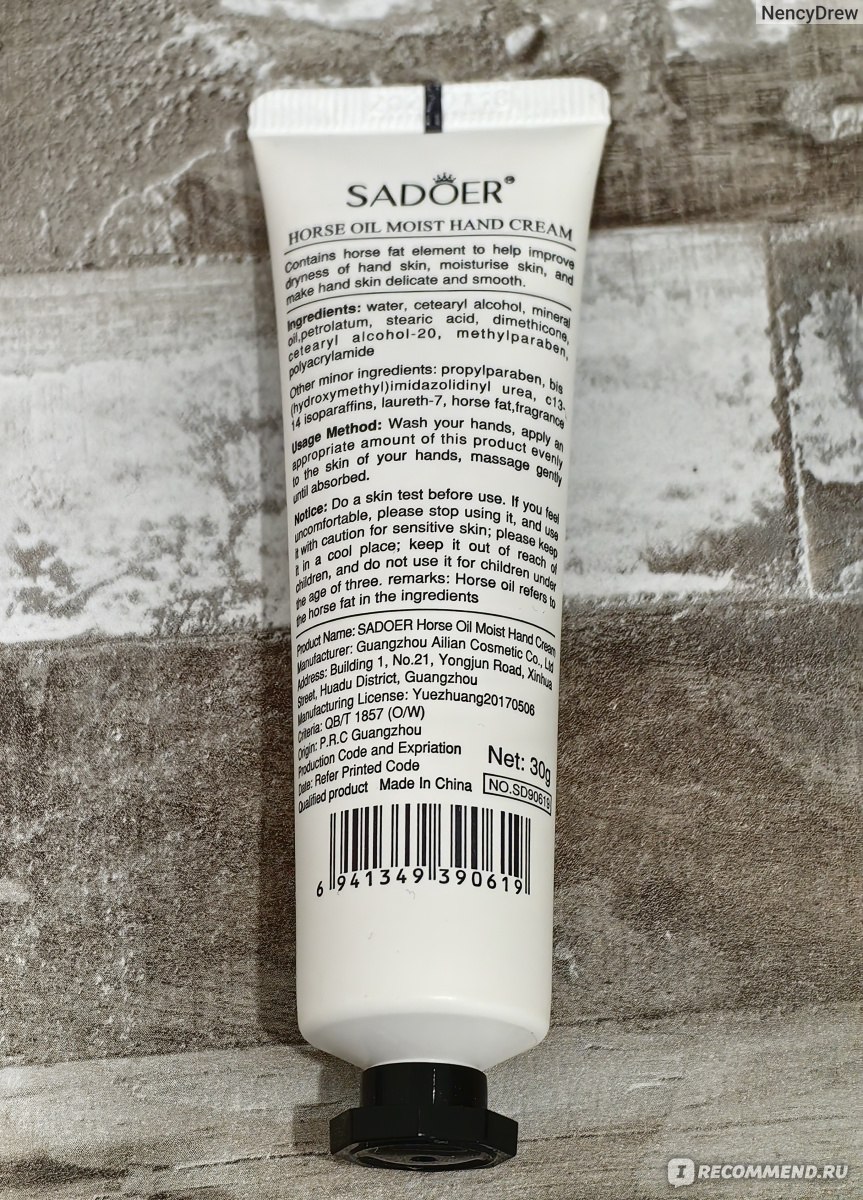 NencyDrew
SADOER®
HORSE OIL MOIST HAND CREAM
Contains horse fat element to help improve
dryness of hand skin, moisturise skin, and
make hand skin delicate and smooth.
Ingredients: water, cetearyl alcohol, mineral
oil,petrolatum, stearic acid, dimethicone,
cetearyl alcohol-20, methylparaben,
polyacrylamide
Other minor ingredients: propylparaben, bis
(hydroxymethyl)imidazolidinyl urea, c13-
14 isoparaffins, laureth-7, horse fat,fragrance
Usage Method: Wash your hands, apply an
appropriate amount of this product evenly
to the skin of your hands, massage gently
until absorbed.
Notice: Do a skin test before use. If you feel
uncomfortable, please stop using it, and use
it with caution for sensitive skin; please keep
it in a cool place; keep it out of reach of
children, and do not use it for children under
the age of three. remarks: Horse oil refers to
the horse fat in the ingredients
Product Name: SADOER Horse Oil Moist Hand Cream
Manufacturer: Guangzhou Ailian Cosmetic Co., Ltd
Address: Building 1, No.21, Yongjun Road, Xinhua
Street, Huadu District, Guangzhou
Manufacturing License: Yuezhuang20170506
Criteria: QB/T 1857 (O/W)
Origin: P.R.C Guangzhou
Production Code and Expriation
Date: Refer Printed Code
Net: 30g
Qualified product Made In China
NO.SD90619
6 941349 390619
I RECOMMEND.RU